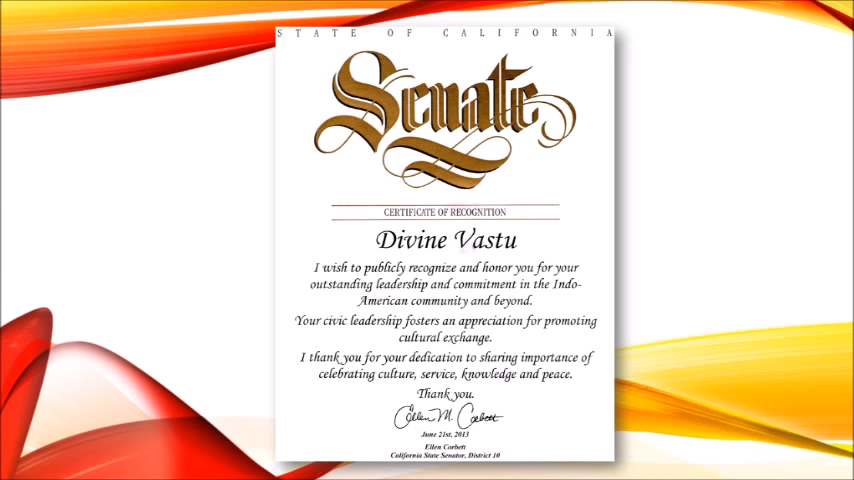 STATE OF CALIFORNIA
Senate
CERTIFICATE OF RECOGNITION
Divine Vastu
I wish to publicly recognize and honor you for your
outstanding leadership and commitment in the Indo-
American community and beyond.
Your civic leadership fosters an appreciation for promoting
cultural exchange.
I thank you for your dedication to sharing importance of
celebrating culture, service, knowledge and peace.
Thank you.
Ellen M. Corbett
June 21st, 2013
Ellen Corbett
California State Senator, District 10